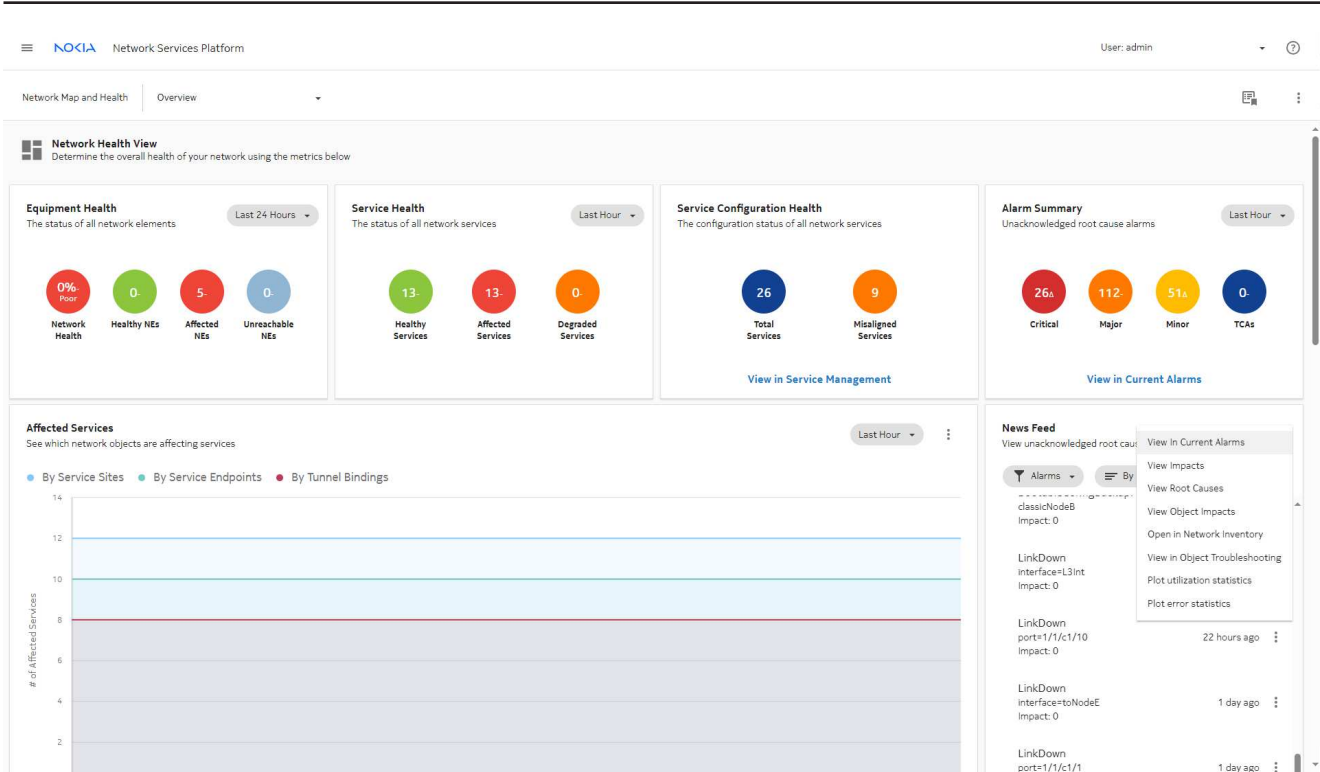 NOKIA Network Services Platform
User: admin
Network Map and Health
Overview
Network Health View
Determine the overall health of your network using the metrics below
Equipment Health
The status of all network elements
Last 24 Hours
0%-
Poor
Network
Health
0-
Healthy NEs
5-
Affected
NEs
0-
Unreachable
NEs
Service Health
The status of all network services
Last Hour
13-
Healthy
Services
13-
Affected
Services
0-
Degraded
Services
Service Configuration Health
The configuration status of all network services
26
Total
Services
9
Misaligned
Services
View in Service Management
Alarm Summary
Unacknowledged root cause alarms
Last Hour
26
Critical
112-
Major
51
Minor
0-
TCAs
View in Current Alarms
Affected Services
See which network objects are affecting services
Last Hour
By Service Sites
By Service Endpoints
By Tunnel Bindings
# of Affected Services
14
12
10
8
6
4
2
News Feed
View unacknowledged root
Alarms
By
View In Current Alarms
View Impacts
View Root Causes
View Object Impacts
Open in Network Inventory
View in Object Troubleshooting
Plot utilization statistics
Plot error statistics
classicNodeB
Impact: 0
LinkDown
interface=L3Int
Impact: 0
LinkDown
port=1/1/c1/10
22 hours ago
Impact: 0
LinkDown
interface=toNodeE
1 day ago
Impact: 0
LinkDown
port=1/1/c1/1
1 day ago